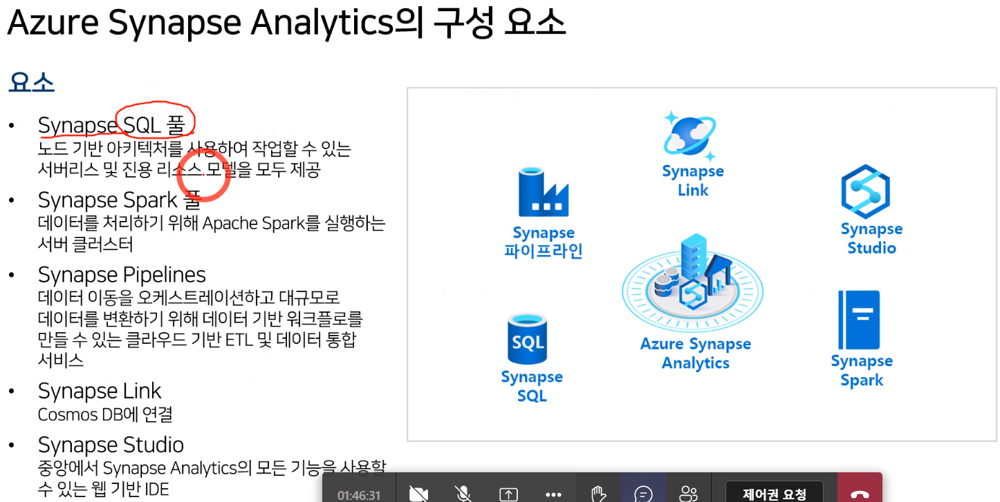 Azure Synapse Analytics의 구성 요소
요소
• Synapse SQL 풀
노드 기반 아키텍처를 사용하여 작업할 수 있는
서버리스 및 진용 리소스 모델을 모두 제공
• Synapse Spark 풀
데이터를 처리하기 위해 Apache Spark를 실행하는
서버 클러스터
• Synapse Pipelines
데이터 이동을 오케스트레이션하고 대규모로
데이터를 변환하기 위해 데이터 기반 워크플로를
만들 수 있는 클라우드 기반 ETL 및 데이터 통합
서비스
• Synapse Link
Cosmos DB에 연결
• Synapse Studio
중앙에서 Synapse Analytics의 모든 기능을 사용할
수 있는 웹 기반 IDE
Synapse
Link
Synapse
파이프라인
Synapse
Studio
SQL
Synapse
SQL
Azure Synapse
Analytics
Synapse
Spark
01:46:31
제어권 요청